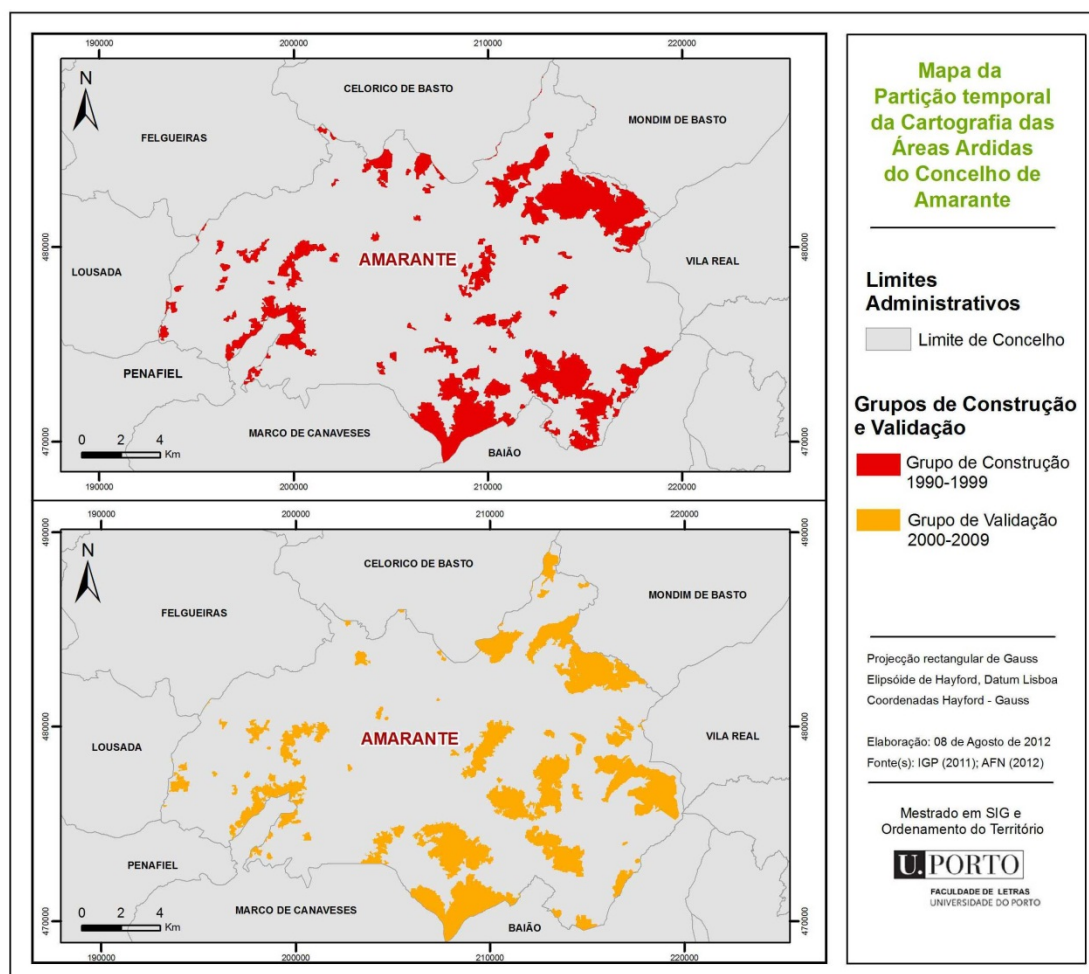 190000
200000
210000
220000
N
CELORICO DE BASTO
MONDIM DE BASTO
FELGUEIRAS
480000
480000
AMARANTE
VILA REAL
LOUSADA
PENAFIEL
MARCO DE CANAVESES
BAIÃO
470000
470000
0 2 4
Km
190000
200000
210000
220000
190000
200000
210000
220000
490000
490000
N
CELORICO DE BASTO
MONDIM DE BASTO
FELGUEIRAS
480000
480000
AMARANTE
VILA REAL
LOUSADA
PENAFIEL
MARCO DE CANAVESES
BAIÃO
470000
470000
0 2 4
Km
190000
200000
210000
220000
Mapa da
Partição temporal
da Cartografia das
Áreas Ardidas
do Concelho de
Amarante
Limites
Administrativos
Limite de Concelho
Grupos de Construção
e Validação
Grupo de Construção
1990-1999
Grupo de Validação
2000-2009
Projecção rectangular de Gauss
Elipsóide de Hayford, Datum Lisboa
Coordenadas Hayford - Gauss
Elaboração: 08 de Agosto de 2012
Fonte(s): IGP (2011); AFN (2012)
Mestrado em SIG e
Ordenamento do Território
U. PORTO
FACULDADE DE LETRAS
UNIVERSIDADE DO PORTO